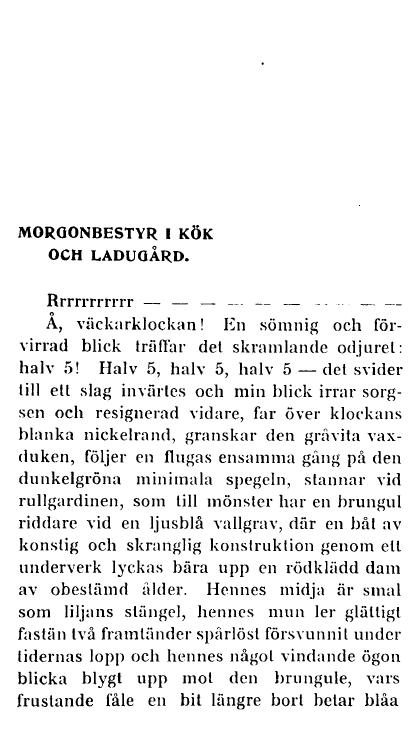 MORGONBESTYR I KÖK
OCH LADUGÅRD.
Rrrrrrrrrr — — — — — — — —
Å, väckarklockan! En sömnig och för-
virrad blick träffar det skramlande odjuret:
halv 5! Halv 5, halv 5, halv 5 — det svider
till ett slag invärtes och min blick irrar sorg-
sen och resignerad vidare, far över klockans
blanka nickelrand, granskar den gråvita vax-
duken, följer en flugas ensamma gång på den
dunkelgröna minimala spegeln, stannar vid
rullgardinen, som till mönster har en brungul
riddare vid en ljusblå vallgrav, där en båt av
konstig och skranglig konstruktion genom ett
underverk lyckas bära upp en rödklädd dam
av obestämd ålder. Hennes midja är smal
som liljans stängel, hennes mun ler glättigt
fastän två framtänder spårlöst försvunnit under
tidernas lopp och hennes något vindande ögon
blicka blygt upp mot den brungule, vars
frustande fåle en bit längre bort betar blåa